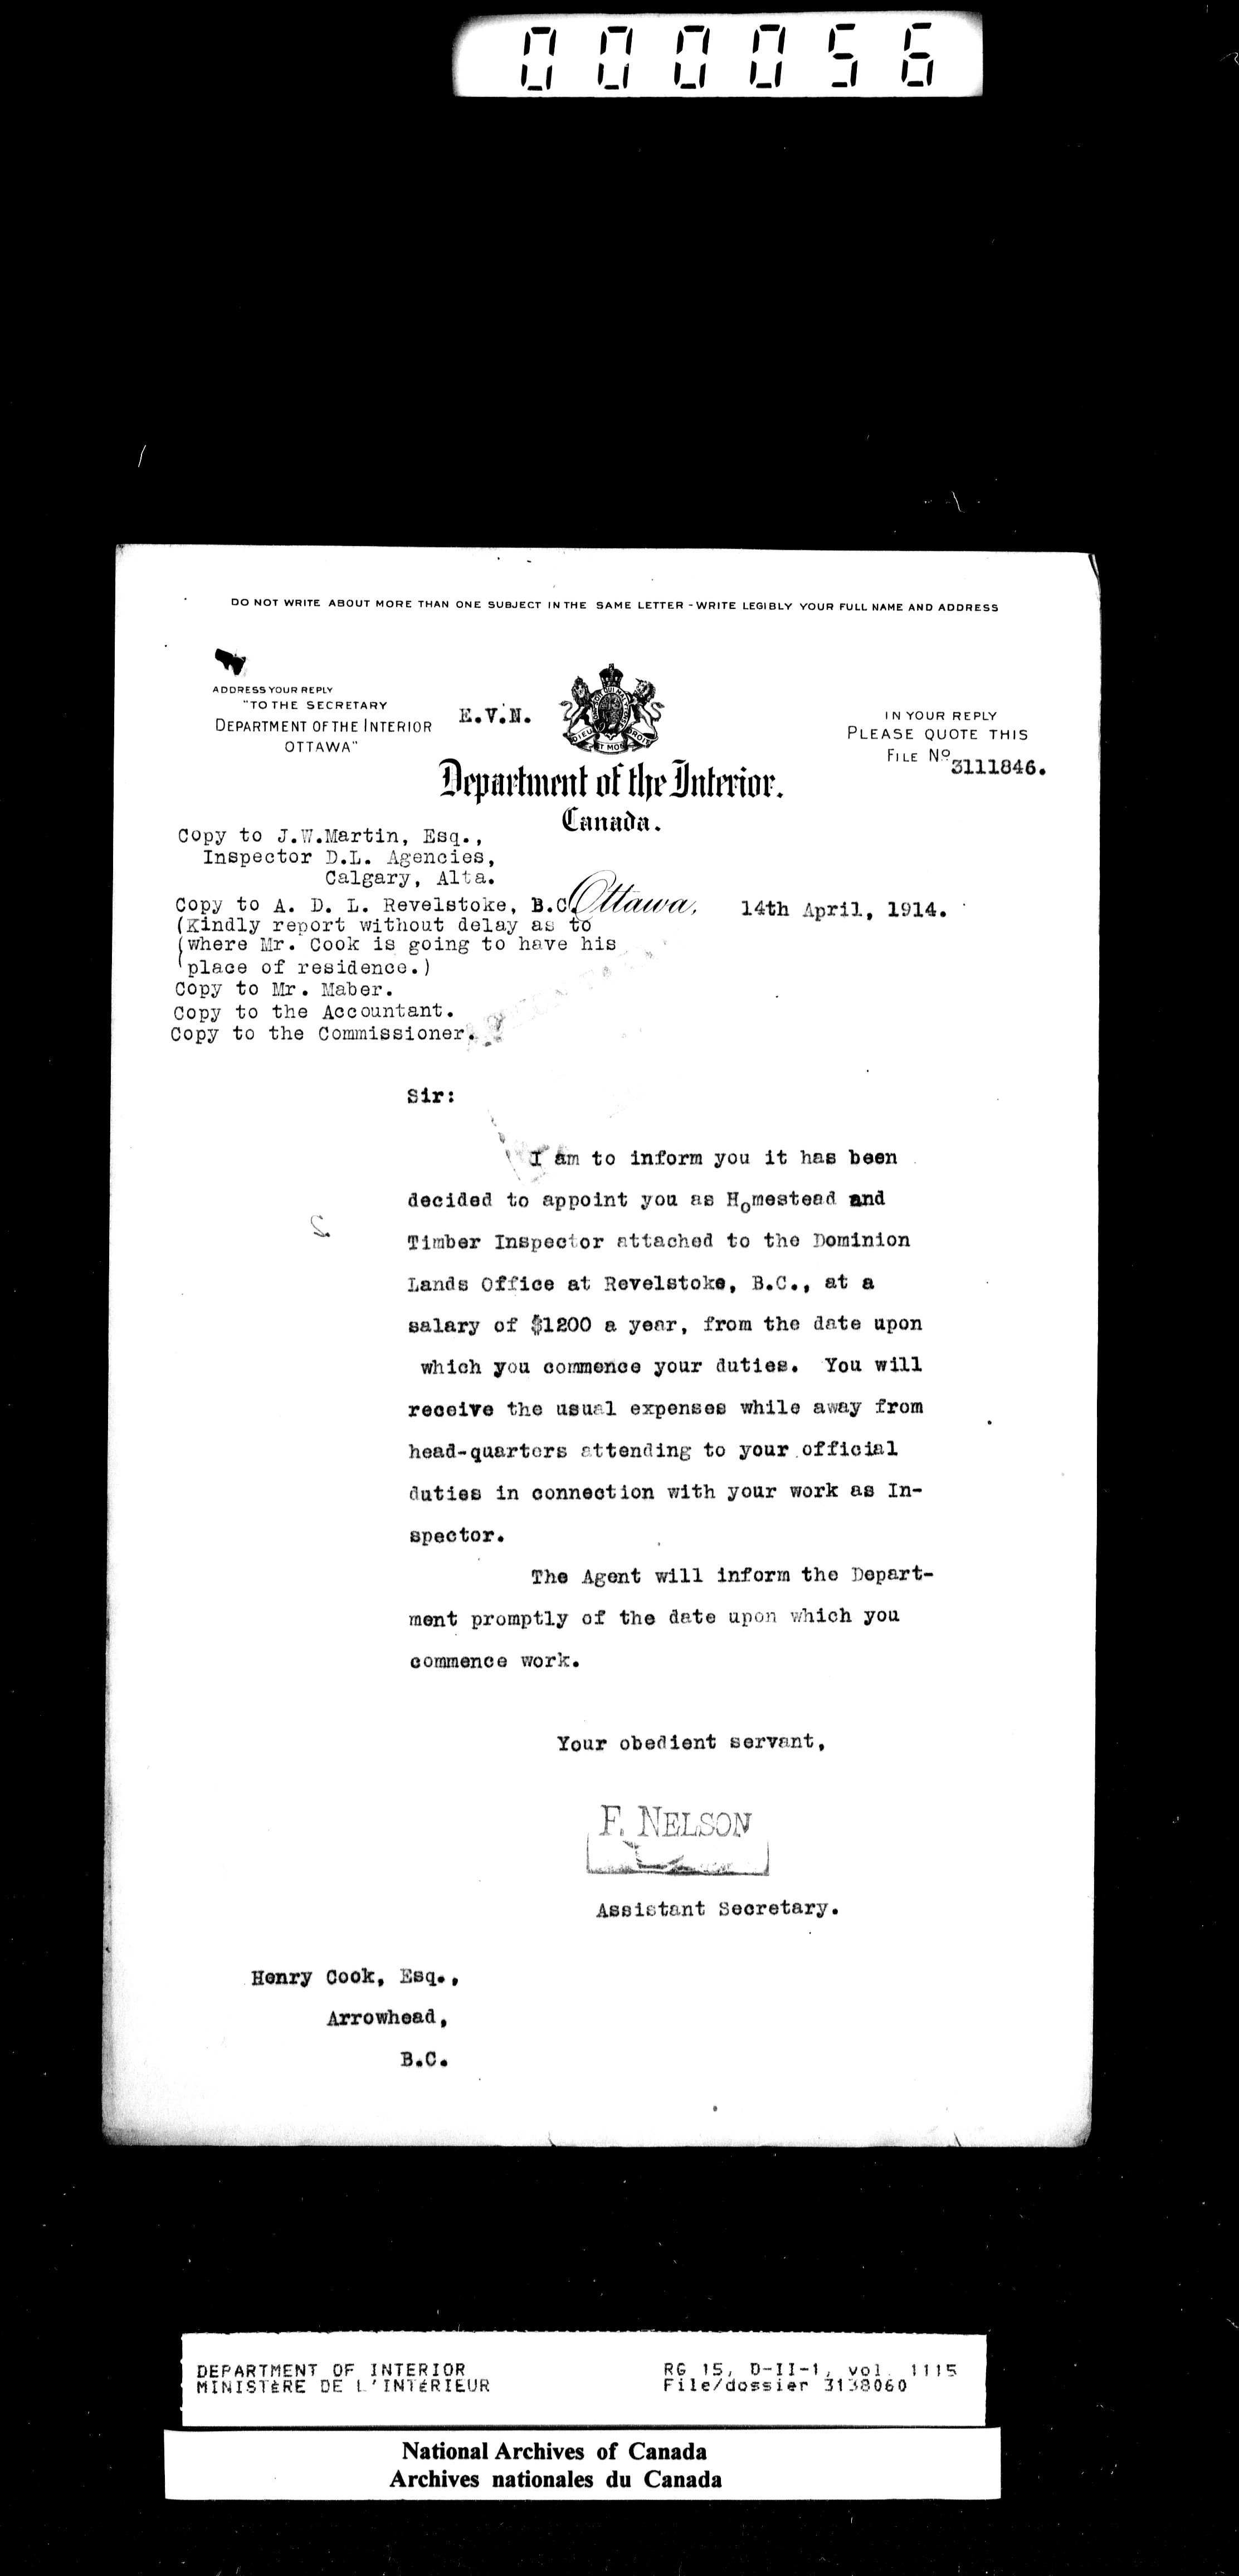 000056
DO NOT WRITE ABOUT MORE THAN ONE SUBJECT IN THE SAME LETTER - WRITE LEGIBLY YOUR FULL NAME AND ADDRESS
ADDRESS YOUR REPLY
"TO THE SECRETARY
DEPARTMENT OF THE INTERIOR
OTTAWA"
E.V.N.
IN YOUR REPLY
PLEASE QUOTE THIS
FILE No 3111846.
DIEU ET MON DROIT
Department of the Interior.
Canada.
Copy to J.W.Martin, Esq.,
Inspector D.L. Agencies,
Calgary, Alta.
Copy to A. D. L. Revelstoke, B.C.
Ottawa, 14th April, 1914.
(Kindly report without delay as to
(where Mr. Cook is going to have his
(place of residence.)
Copy to Mr. Maber.
Copy to the Accountant.
Copy to the Commissioner.
Sir:
I am to inform you it has been
decided to appoint you as Homestead and
Timber Inspector attached to the Dominion
Lands Office at Revelstoke, B.C., at a
salary of $1200 a year, from the date upon
which you commence your duties. You will
receive the usual expenses while away from
head-quarters attending to your official
duties in connection with your work as In-
spector.
The Agent will inform the Depart-
ment promptly of the date upon which you
commence work.
Your obedient servant,
F. NELSON
Assistant Secretary.
Henry Cook, Esq.,
Arrowhead,
B.C.
DEPARTMENT OF INTERIOR
MINISTÈRE DE L'INTÉRIEUR
RG 15, D-II-1, vol. 1115
File/dossier 3138060
National Archives of Canada
Archives nationales du Canada